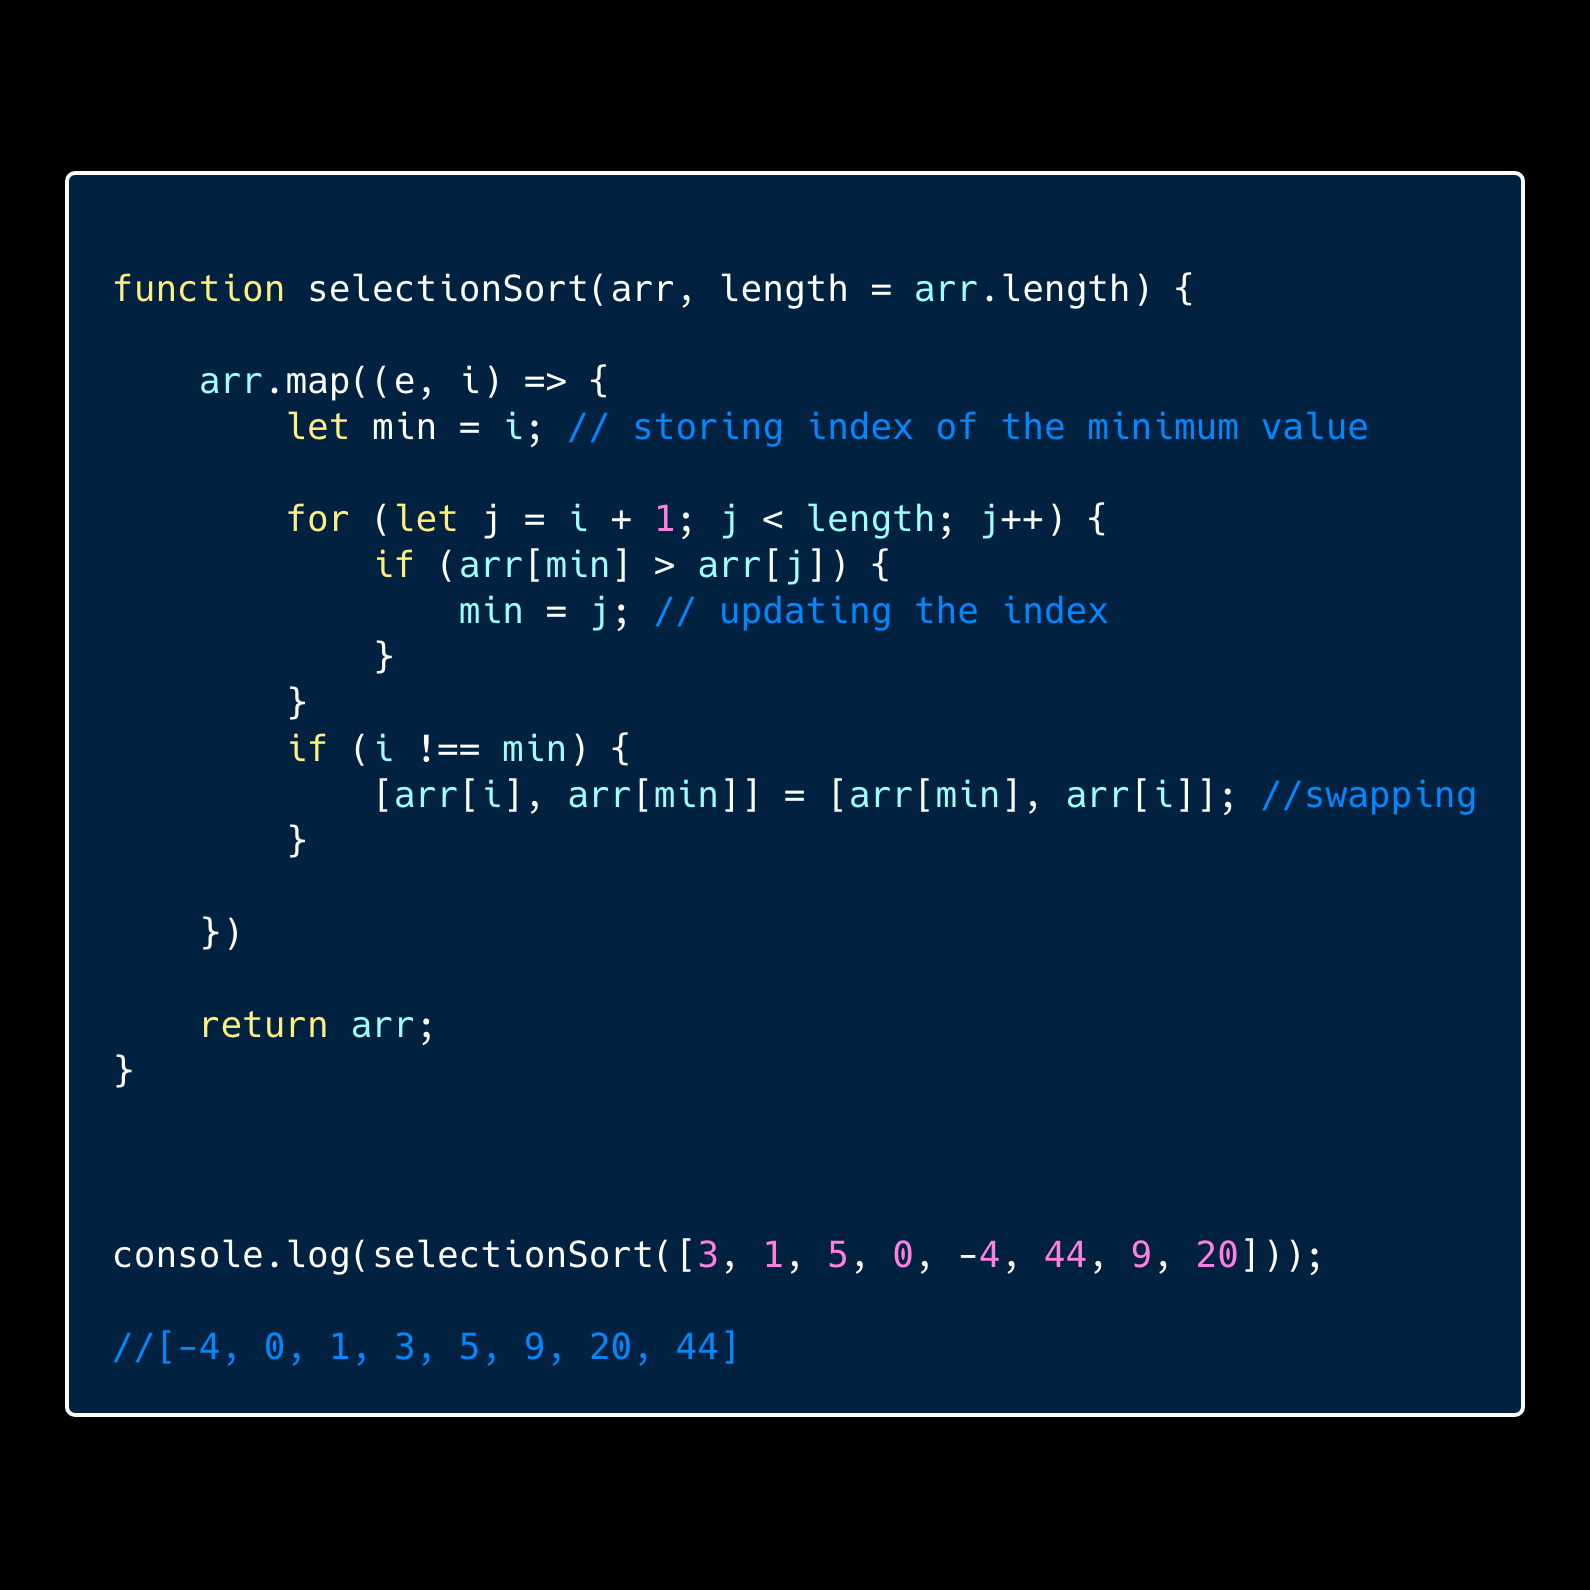 function selectionSort(arr, length = arr.length) {
    arr.map((e, i) => {
        let min = i; // storing index of the minimum value
        for (let j = i + 1; j < length; j++) {
            if (arr[min] > arr[j]) {
                min = j; // updating the index
            }
        }
        if (i !== min) {
            [arr[i], arr[min]] = [arr[min], arr[i]]; //swapping
        }
    })
    return arr;
}
console.log(selectionSort([3, 1, 5, 0, -4, 44, 9, 20]));
//[-4, 0, 1, 3, 5, 9, 20, 44]